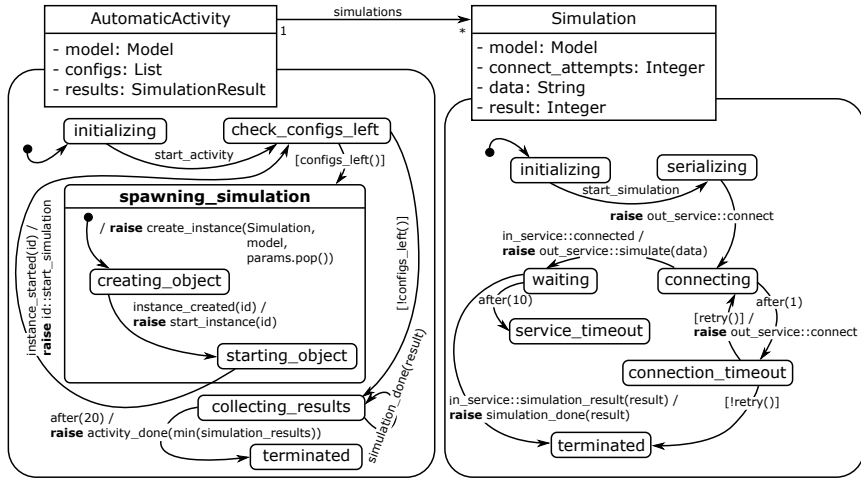 AutomaticActivity
- model: Model
- configs: List
- results: SimulationResult
simulations
1
*
Simulation
- model: Model
- connect_attempts: Integer
- data: String
- result: Integer
initializing
start_activity
check_configs_left
[configs_left()]
[!configs_left()]
spawning_simulation
/ raise create_instance(Simulation,
model,
params.pop())
creating_object
instance_created(id) /
raise start_instance(id)
starting_object
instance_started(id) /
raise id::start_simulation
collecting_results
simulation_done(result)
after(20) /
raise activity_done(min(simulation_results))
terminated
initializing
start_simulation
serializing
raise out_service::connect
in_service::connected /
raise out_service::simulate(data)
waiting
connecting
after(10)
service_timeout
after(1)
[retry()] /
raise out_service::connect
connection_timeout
in_service::simulation_result(result) /
raise simulation_done(result)
[!retry()]
terminated